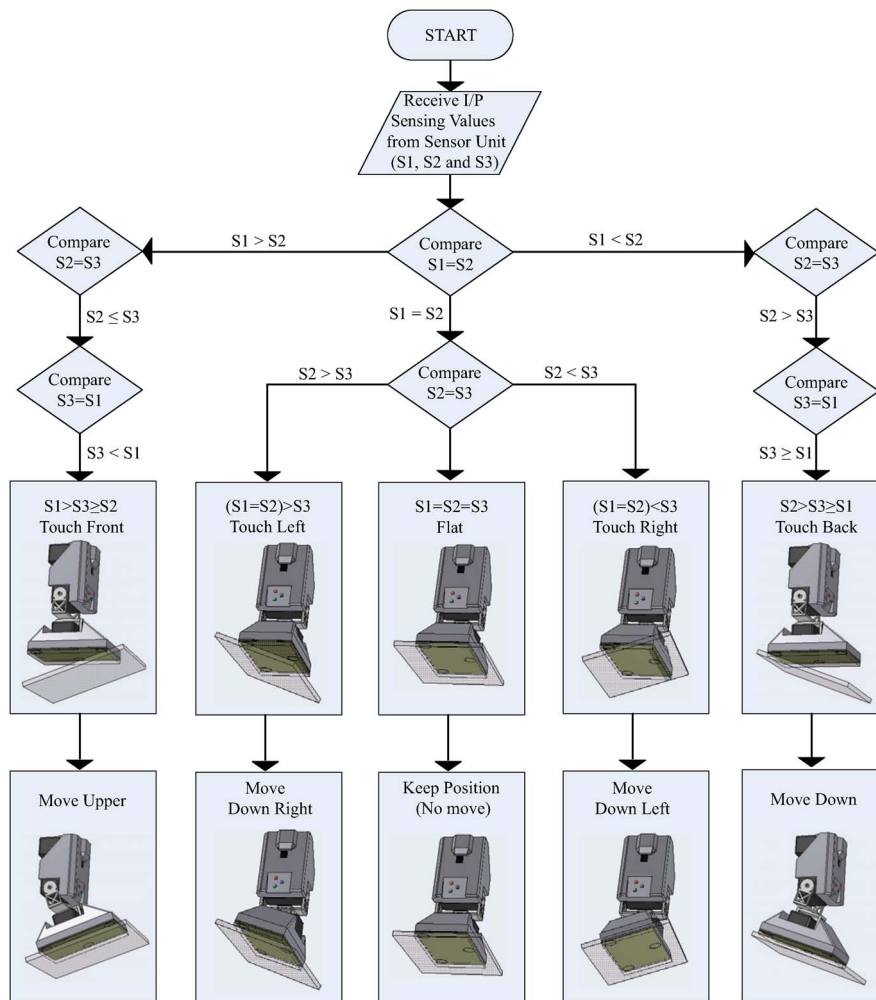 START
Receive I/P
Sensing Values
from Sensor Unit
(S1, S2 and S3)
Compare
S2=S3
S1 > S2
Compare
S1=S2
S1 < S2
Compare
S2=S3
S2 ≤ S3
S1 = S2
S2 > S3
Compare
S3=S1
S2 > S3
Compare
S2=S3
S2 < S3
Compare
S3=S1
S3 < S1
S3 ≥ S1
S1>S3≥S2
Touch Front
(S1=S2)>S3
Touch Left
S1=S2=S3
Flat
(S1=S2)<S3
Touch Right
S2>S3≥S1
Touch Back
Move Upper
Move
Down Right
Keep Position
(No move)
Move
Down Left
Move Down